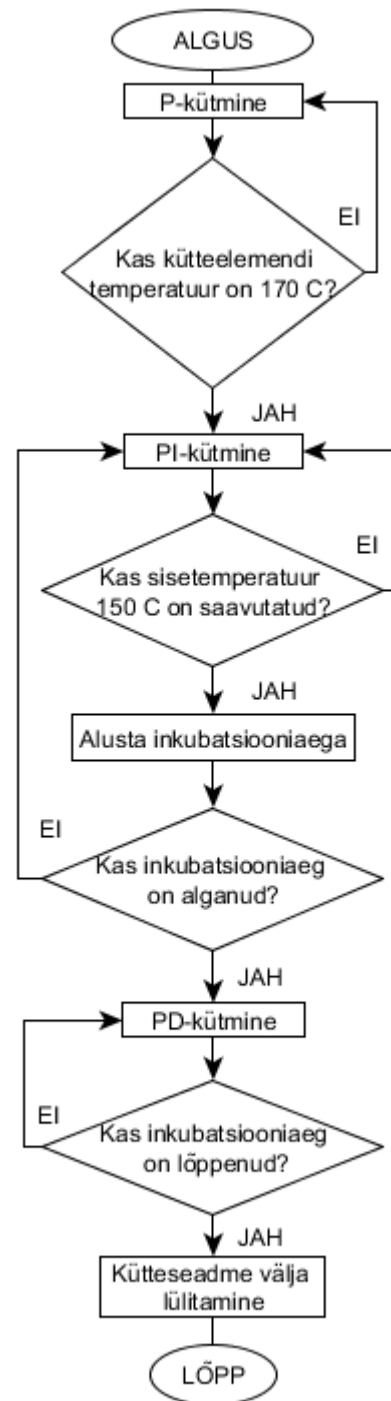 ALGUS
P-kütmine
EI
Kas kütteelemendi
temperatuur on 170 C?
JAH
PI-kütmine
EI
Kas sisetemperatuur
150 C on saavutatud?
JAH
Alusta inkubatsiooniaega
EI
Kas inkubatsiooniaeg
on alganud?
JAH
PD-kütmine
EI
Kas inkubatsiooniaeg
on lõppenud?
JAH
Kütteseadme välja
lülitamine
LÕPP